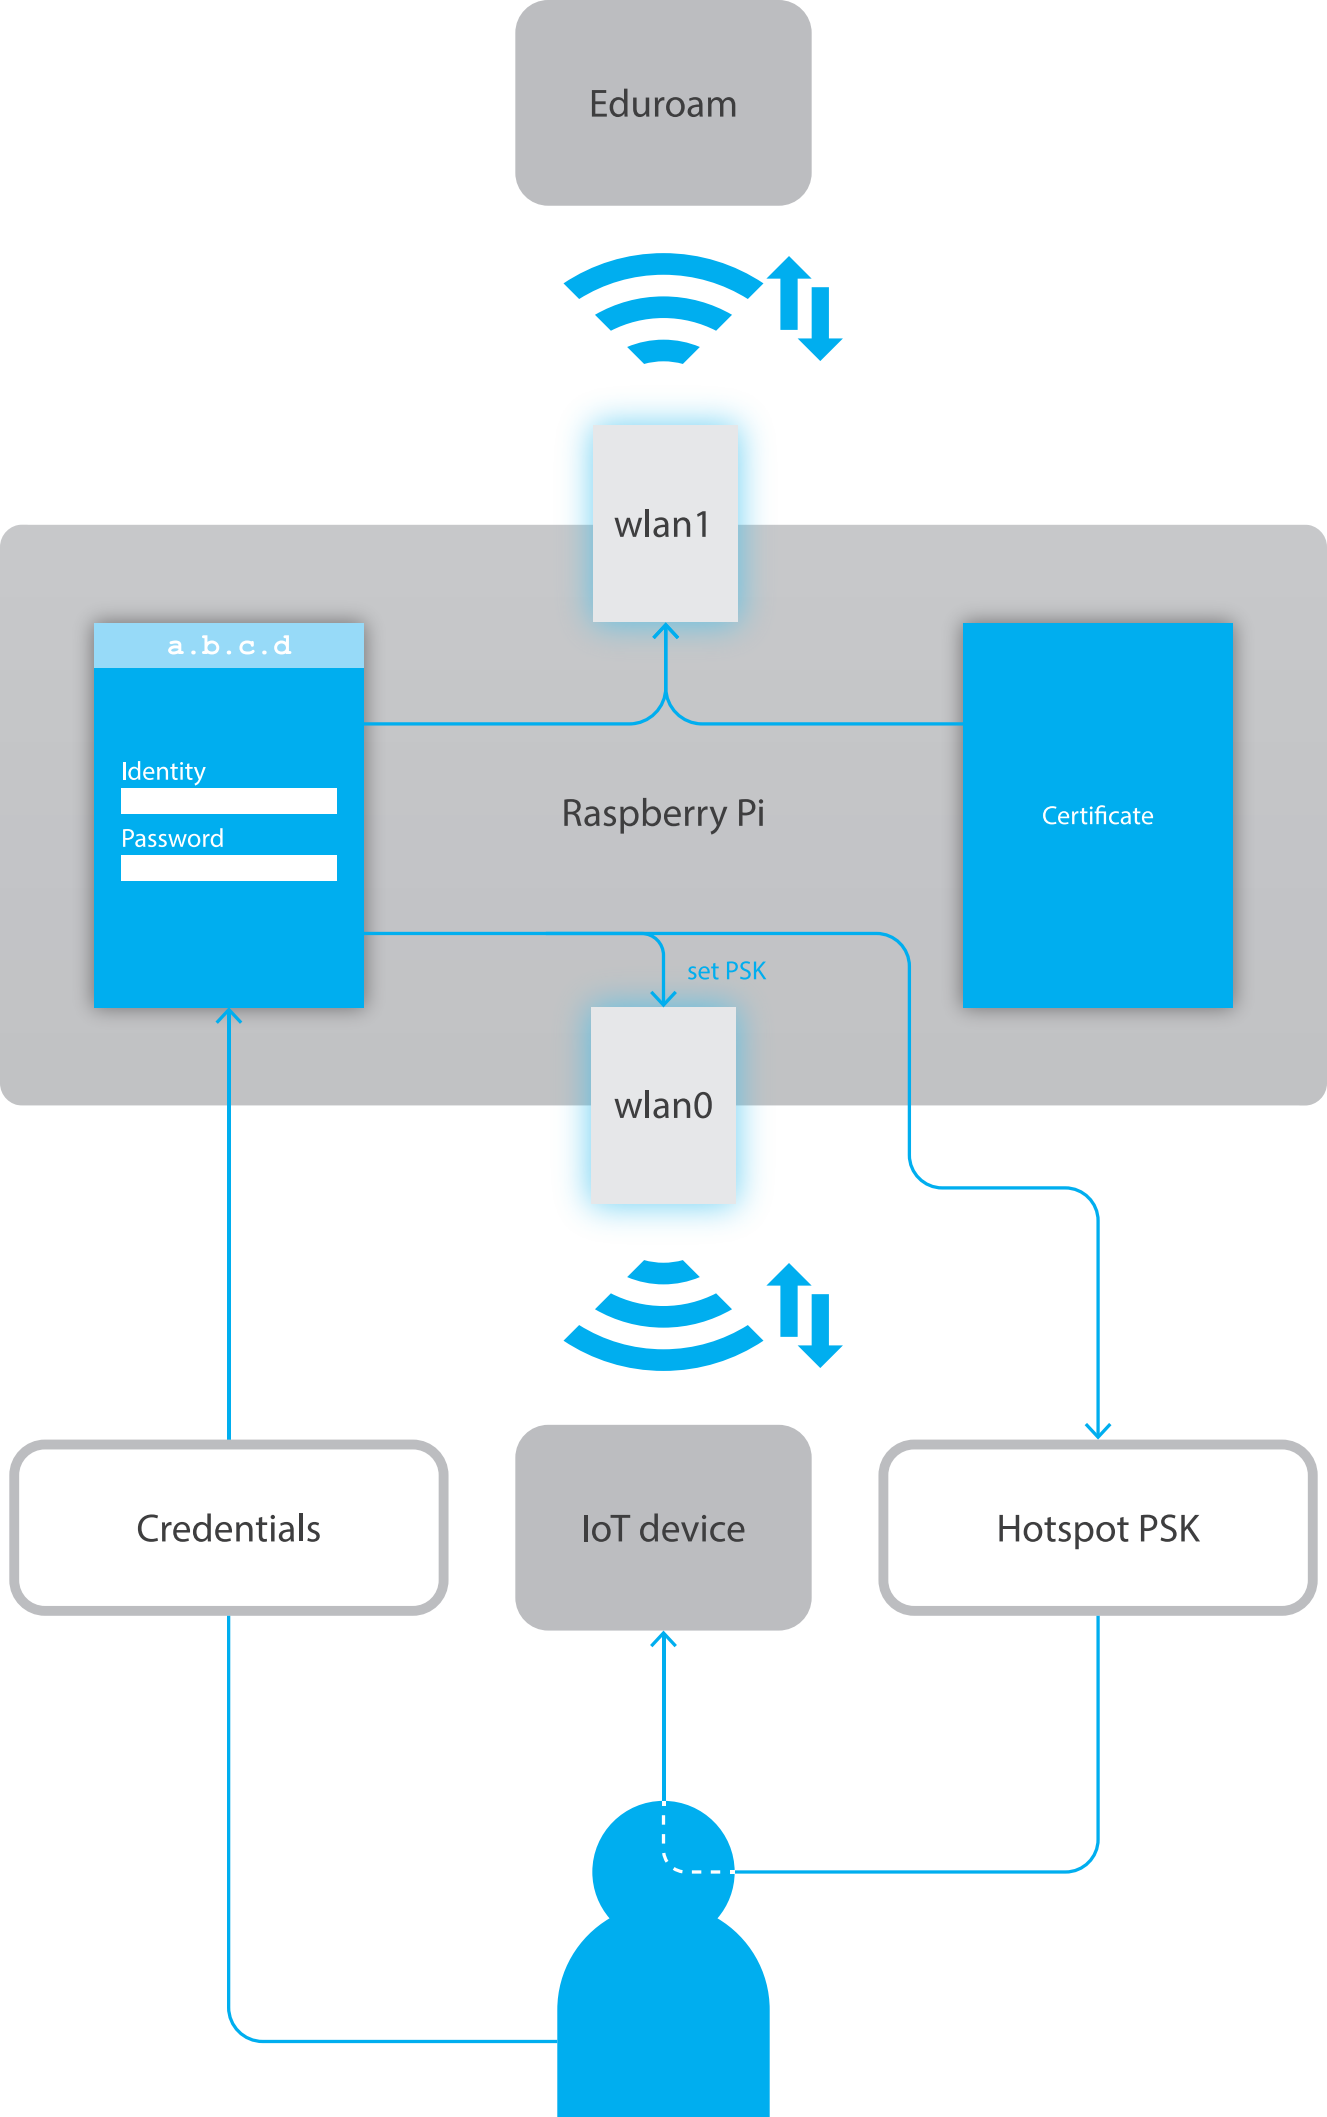 Eduroam
wlan1
a.b.c.d
Identity
Password
Raspberry Pi
Certificate
set PSK
wlan0
Credentials
IoT device
Hotspot PSK